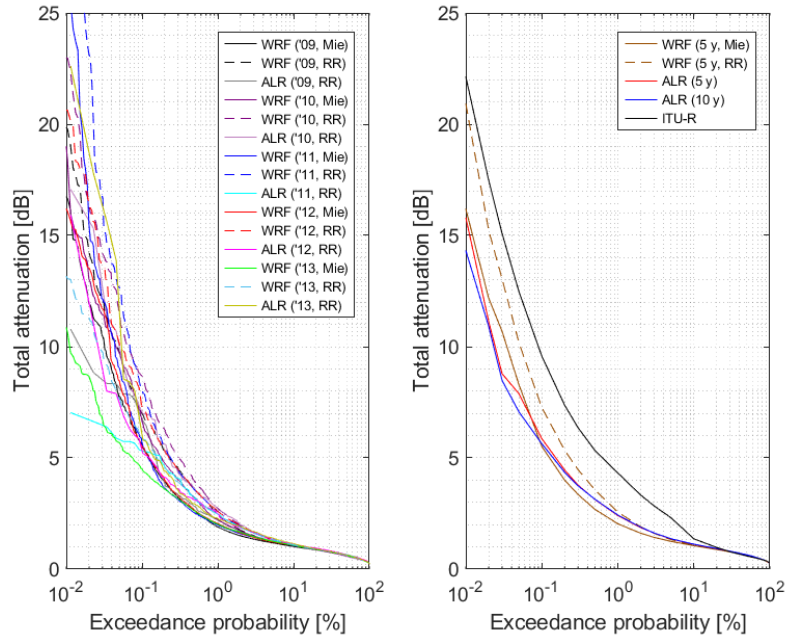 25
20
15
10
5
0
Total attenuation [dB]
10^-2
10^-1
10^0
10^1
10^2
Exceedance probability [%]
WRF ('09, Mie)
WRF ('09, RR)
ALR ('09, RR)
WRF ('10, Mie)
WRF ('10, RR)
ALR ('10, RR)
WRF ('11, Mie)
WRF ('11, RR)
ALR ('11, RR)
WRF ('12, Mie)
WRF ('12, RR)
ALR ('12, RR)
WRF ('13, Mie)
WRF ('13, RR)
ALR ('13, RR)
25
20
15
10
5
0
Total attenuation [dB]
10^-2
10^-1
10^0
10^1
10^2
Exceedance probability [%]
WRF (5 y, Mie)
WRF (5 y, RR)
ALR (5 y)
ALR (10 y)
ITU-R